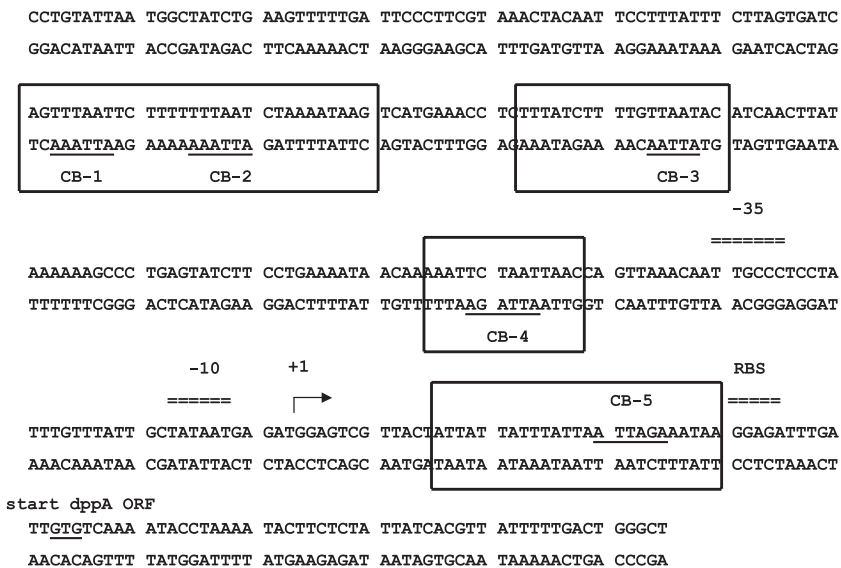 CCTGTATTAA TGGCTATCTG AAGTTTTTGA TTCCCTTCGT AAACTACAAT TCCTTTATTT CTTAGTGATC
GGACATAATT ACCGATAGAC TTCAAAAACT AAGGGAAGCA TTTGATGTTA AGGAAATAAA GAATCACTAG
AGTTTAATTC TTTTTTTAAT CTAAAATAAG TCATGAAACC TCTTTATCTT TTGTTAATAC ATCAACTTAT
TCAAATTAAG AAAAAAATTA GATTTTATTC AGTACTTTGG AGAAATAGAA AACAATTATG TAGTTGAATA
CB-1 CB-2 CB-3
-35
=======
AAAAAAGCCC TGAGTATCTT CCTGAAAATA ACAAAAATTC TAATTAACCA GTTAAACAAT TGCCCTCCTA
TTTTTTCGGG ACTCATAGAA GGACTTTTAT TGTTTTTAAG ATTAATTGGT CAATTTGTTA ACGGGAGGAT
CB-4
-10 +1 RBS
====== CB-5 =====
TTTGTTTATT GCTATAATGA GATGGAGTCG TTACTATTAT TATTTATTAA TTAGAAATAA GGAGATTTGA
AAACAAATAA CGATATTACT CTACCTCAGC AATGATAATA ATAAATAATT AATCTTTATT CCTCTAAACT
start dppA ORF
TTGTGTCAAA ATACCTAAAA TACTTCTCTA TTATCACGTT ATTTTTGACT GGGCT
AACACAGTTT TATGGATTTT ATGAAGAGAT AATAGTGCAA TAAAAACTGA CCCGA